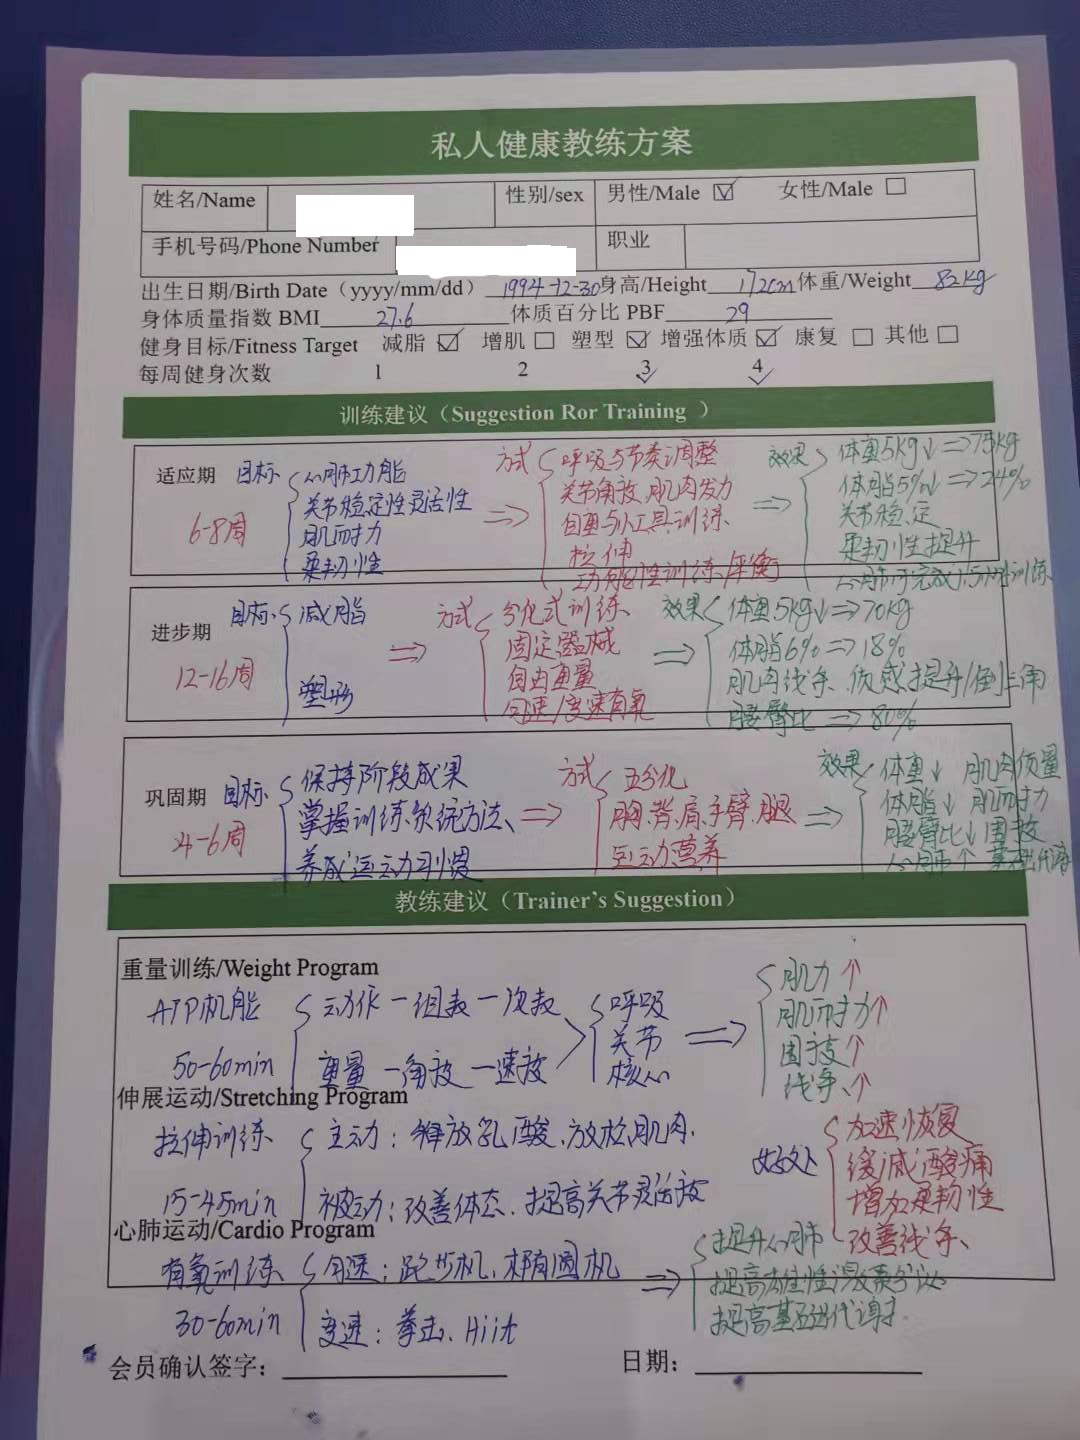 私人健康教练方案
姓名/Name 性别/sex 男性/Male 女性/Male
手机号码/Phone Number 职业
出生日期/Birth Date（yyyy/mm/dd） 1994-12-30 身高/Height 172cm 体重/Weight 82kg
身体质量指数 BMI 27.6 体质百分比 PBF 29
健身目标/Fitness Target 减脂 增肌 塑型 增强体质 康复 其他
每周健身次数 1 2 3 4
训练建议（Suggestion Ror Training ）
适应期 6-8周
目标
心肺功能
关节稳定性灵活性
肌耐力
柔韧性
方式
呼吸与节奏调整
关节角度、肌肉发力
自重与小工具训练
拉伸
功能性训练、平衡
效果
体重5kg↓⇒75kg
体脂5%↓⇒24%
关节稳定
柔韧性提升
心肺可完成1.5小时训练
进步期 12-16周
目标
减脂
塑形
方式
分化式训练
固定器械
自由重量
匀速/变速有氧
效果
体重5kg↓⇒70kg
体脂6%⇒18%
肌肉线条、质感提升/倒三角
腰臀比⇒80%
巩固期 4-6周
目标
保持阶段成果
掌握训练系统方法、
养成运动习惯
方式
五分化
胸、背、肩、手臂、腿
运动营养
效果
体重↓ 肌肉质量
体脂↓ 肌耐力
腰臀比↓ 围度
心肺↑ 基础代谢
教练建议（Trainer's Suggestion）
重量训练/Weight Program
ATP机能
50-60min
动作－组数－次数
重量－角度－速度
呼吸
关节
核心
肌力↑
肌耐力↑
围度↑
线条↑
伸展运动/Stretching Program
拉伸训练
15-45min
主动：释放乳酸、放松肌肉.
被动：改善体态、提高关节灵活度
好处
加速恢复
缓减酸痛
增加柔韧性
改善线条、
心肺运动/Cardio Program
有氧训练
30-60min
匀速：跑步机、椭圆机
变速：拳击、Hiit
提升心肺
提高雄性激素分泌
提高基础代谢
会员确认签字： 日期：